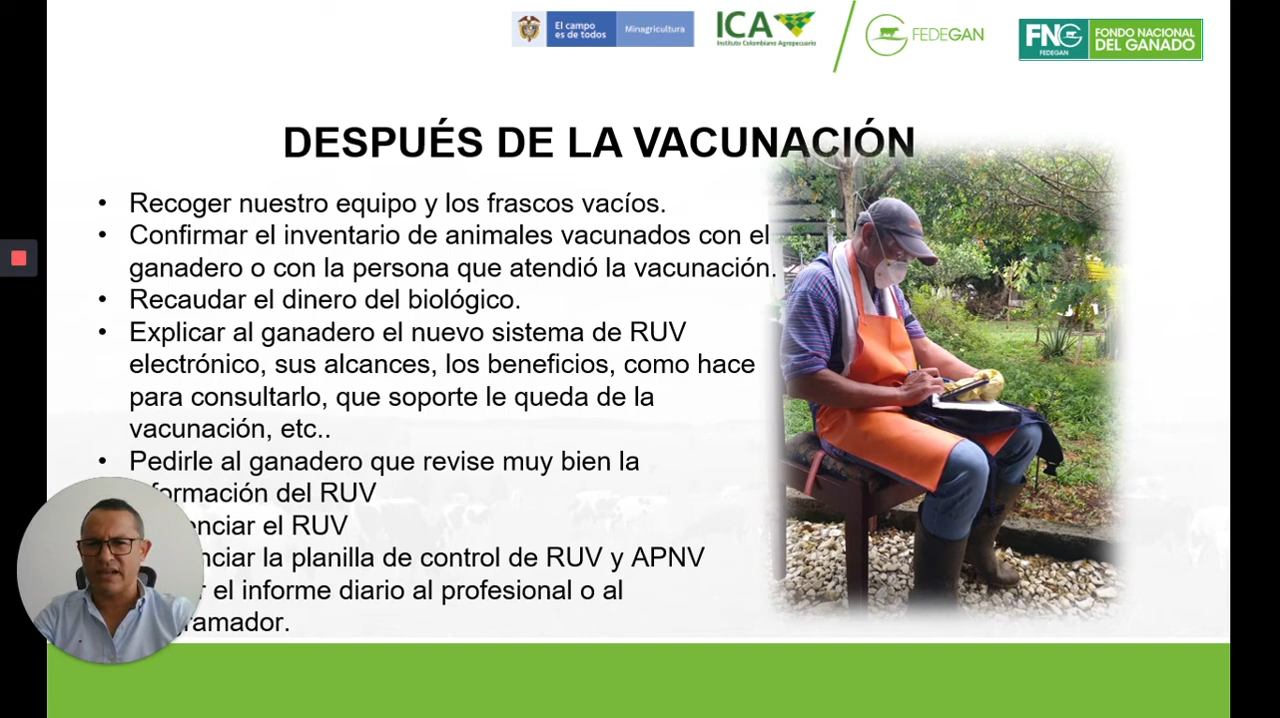 El campo
es de todos
Minagricultura
ICA
Instituto Colombiano Agropecuario
FEDEGAN
FNG
FEDEGAN
FONDO NACIONAL
DEL GANADO
DESPUÉS DE LA VACUNACIÓN
• Recoger nuestro equipo y los frascos vacíos.
• Confirmar el inventario de animales vacunados con el
ganadero o con la persona que atendió la vacunación.
• Recaudar el dinero del biológico.
• Explicar al ganadero el nuevo sistema de RUV
electrónico, sus alcances, los beneficios, como hace
para consultarlo, que soporte le queda de la
vacunación, etc..
• Pedirle al ganadero que revise muy bien la
formación del RUV
enciar el RUV
nciar la planilla de control de RUV y APNV
r el informe diario al profesional o al
gramador.